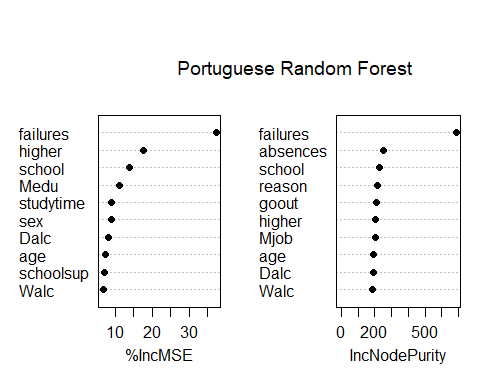 Portuguese Random Forest
failures
higher
school
Medu
studytime
sex
Dalc
age
schoolsup
Walc
10 20 30
%IncMSE
failures
absences
school
reason
goout
higher
Mjob
age
Dalc
Walc
0 200 500
IncNodePurity